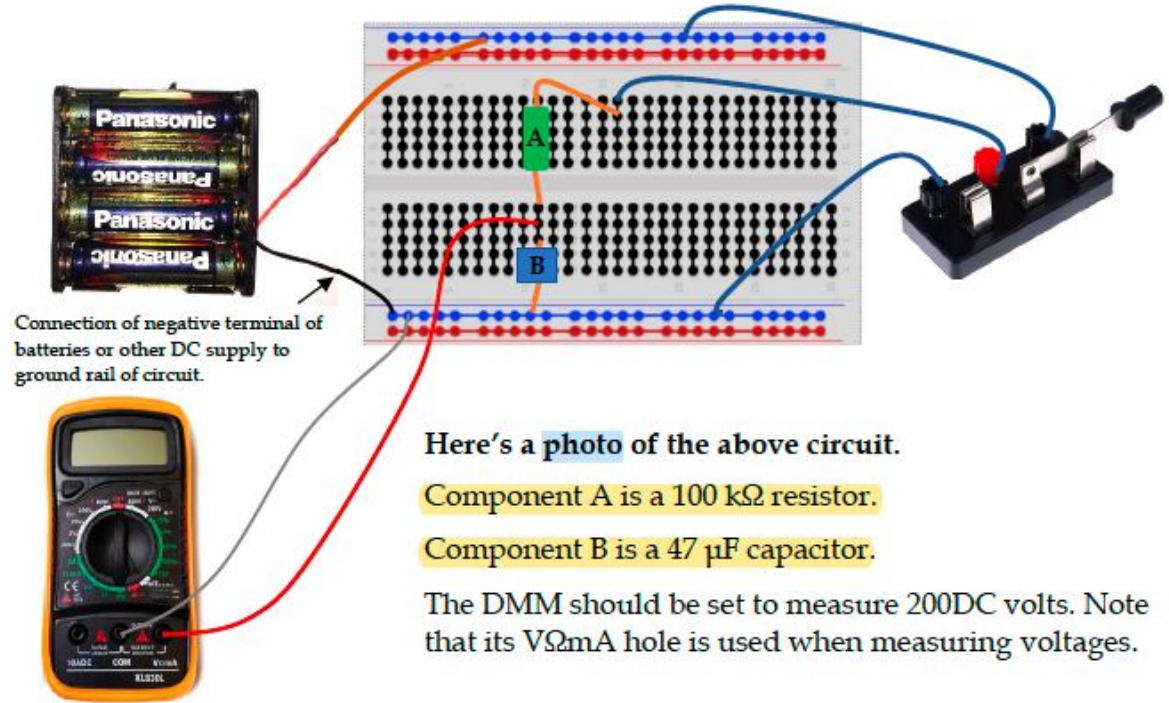 Panasonic
Panasonic
Panasonic
Panasonic
A
B
Connection of negative terminal of
batteries or other DC supply to
ground rail of circuit.
Here's a photo of the above circuit.
Component A is a 100 kΩ resistor.
Component B is a 47 µF capacitor.
The DMM should be set to measure 200DC volts. Note
that its VΩmA hole is used when measuring voltages.
10ADC COM VΩmA